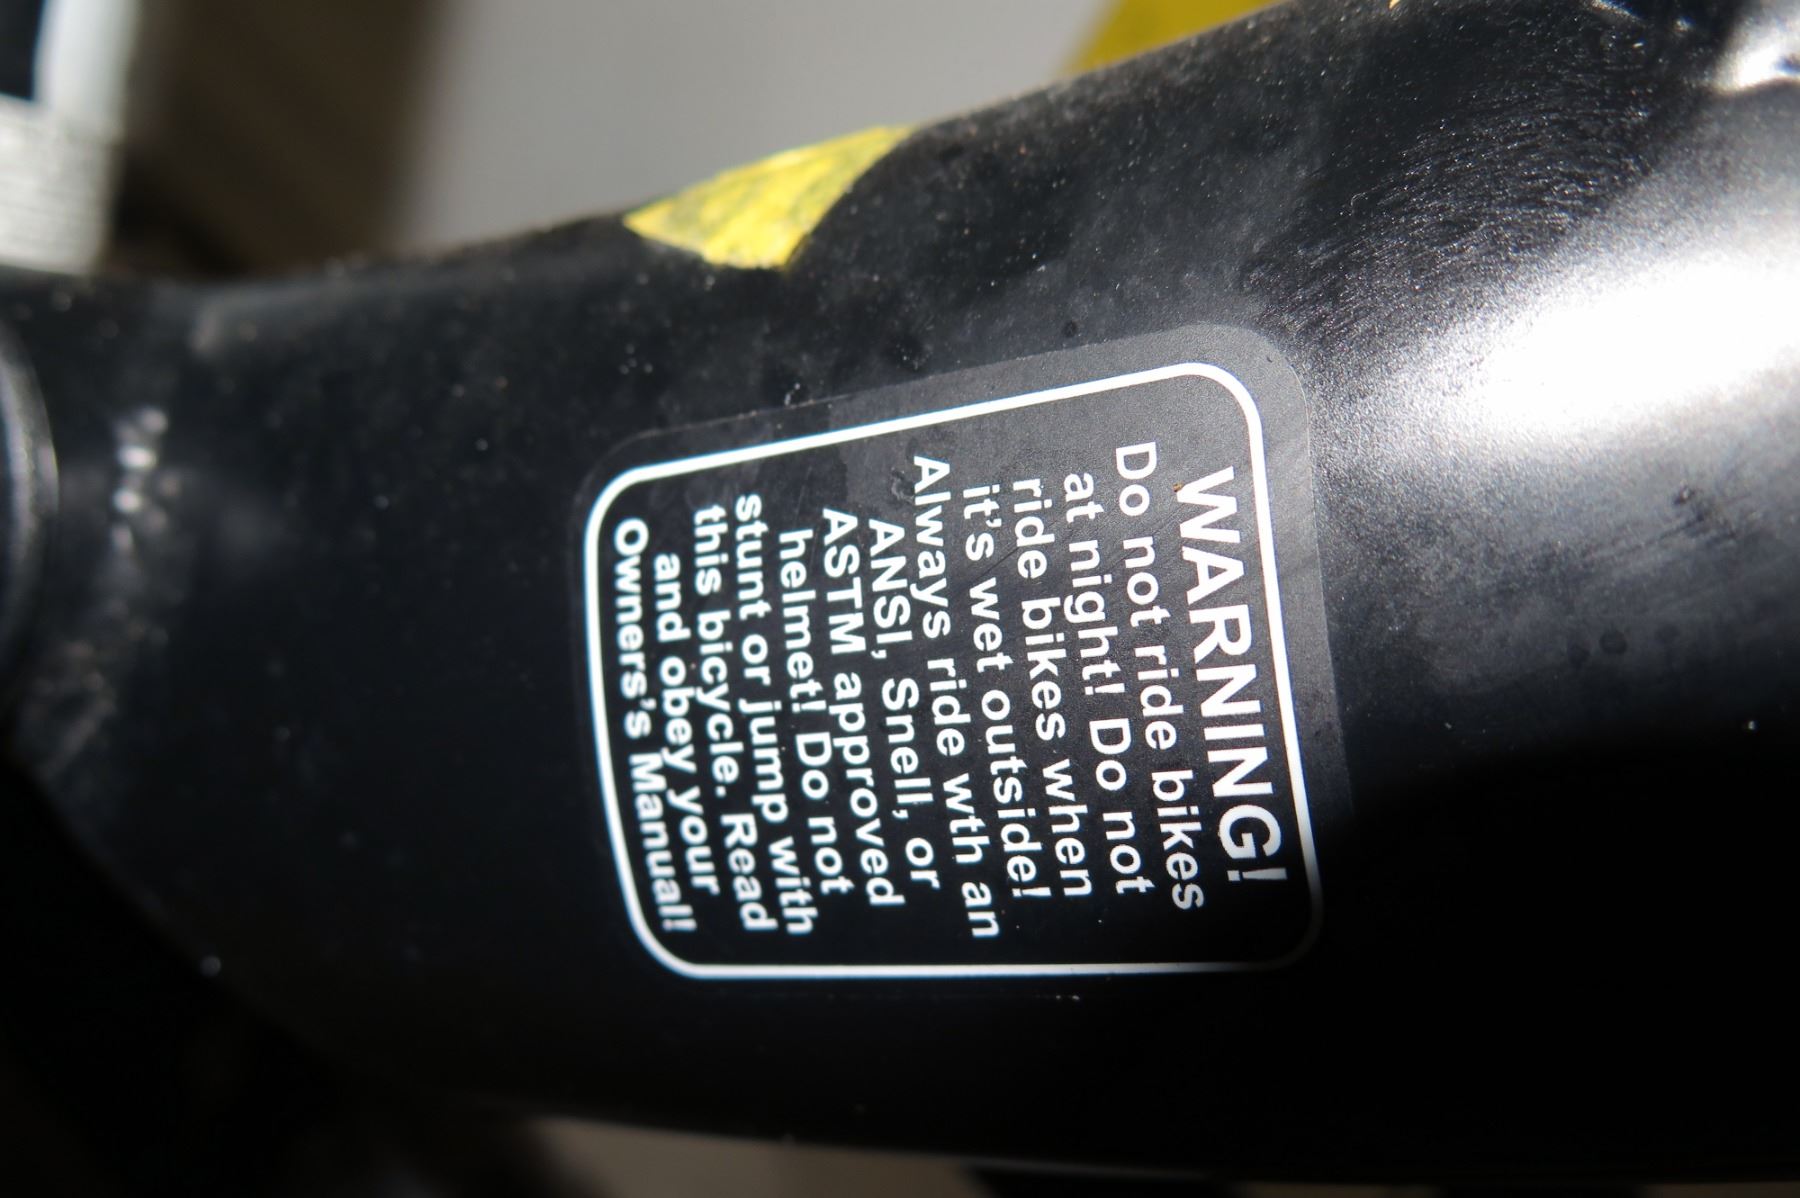 WARNING!
Do not ride bikes
at night! Do not
ride bikes when
it's wet outside!
Always ride wth an
ANSI, Snell, or
ASTM approved
helmet! Do not
stunt or jump with
this bicycle. Read
and obey your
Owners's Manual!